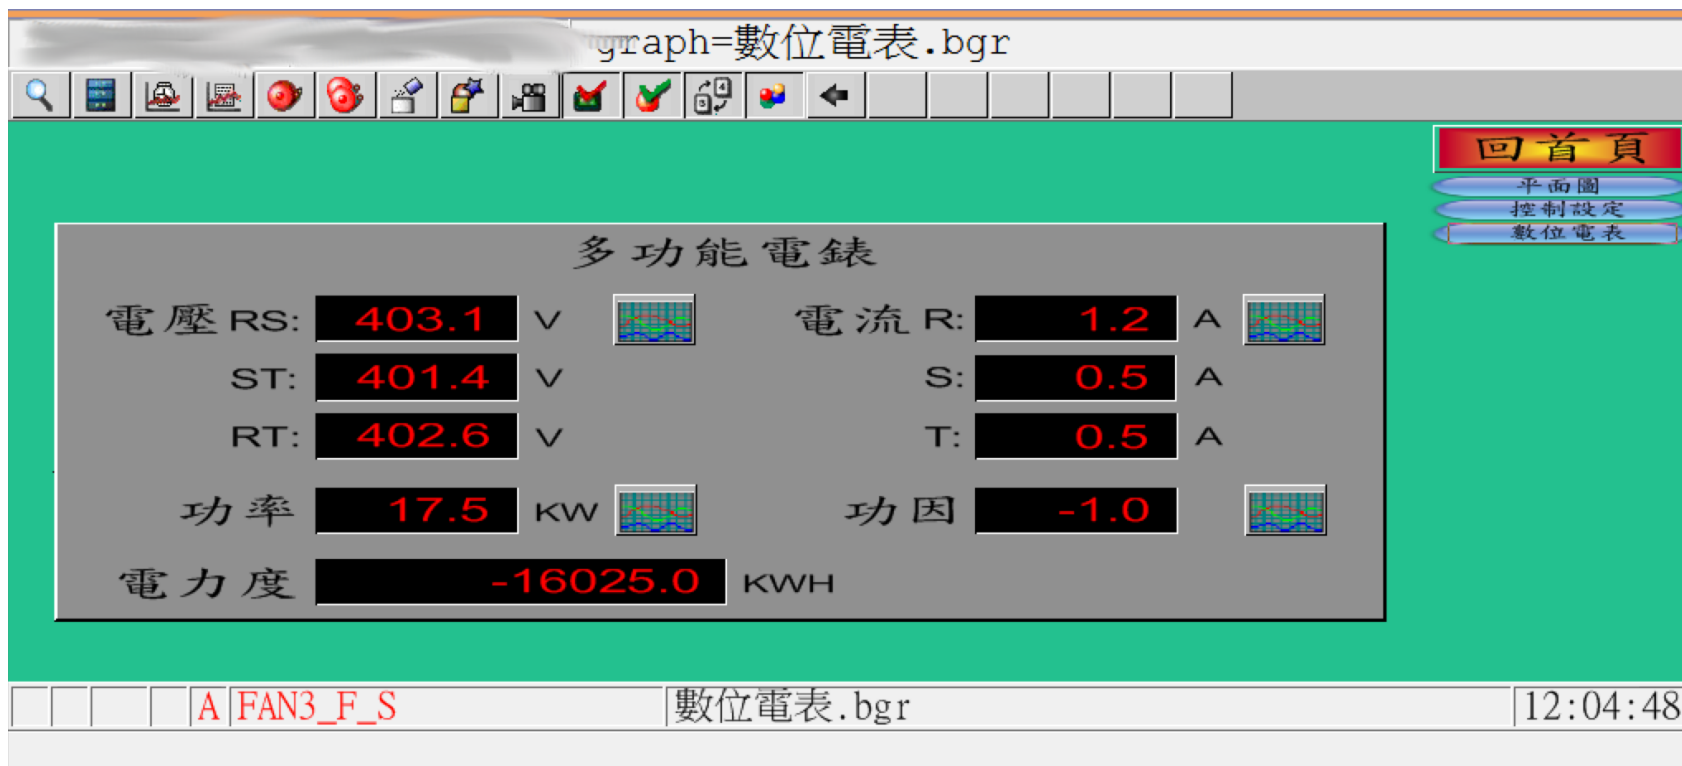 graph=數位電表.bgr
回首頁
平面圖
控制設定
數位電表
多功能電錶
電壓RS: 403.1 V 電流R: 1.2 A
ST: 401.4 V S: 0.5 A
RT: 402.6 V T: 0.5 A
功率 17.5 KW 功因 -1.0
電力度 -16025.0 KWH
A FAN3_F_S 數位電表.bgr 12:04:48